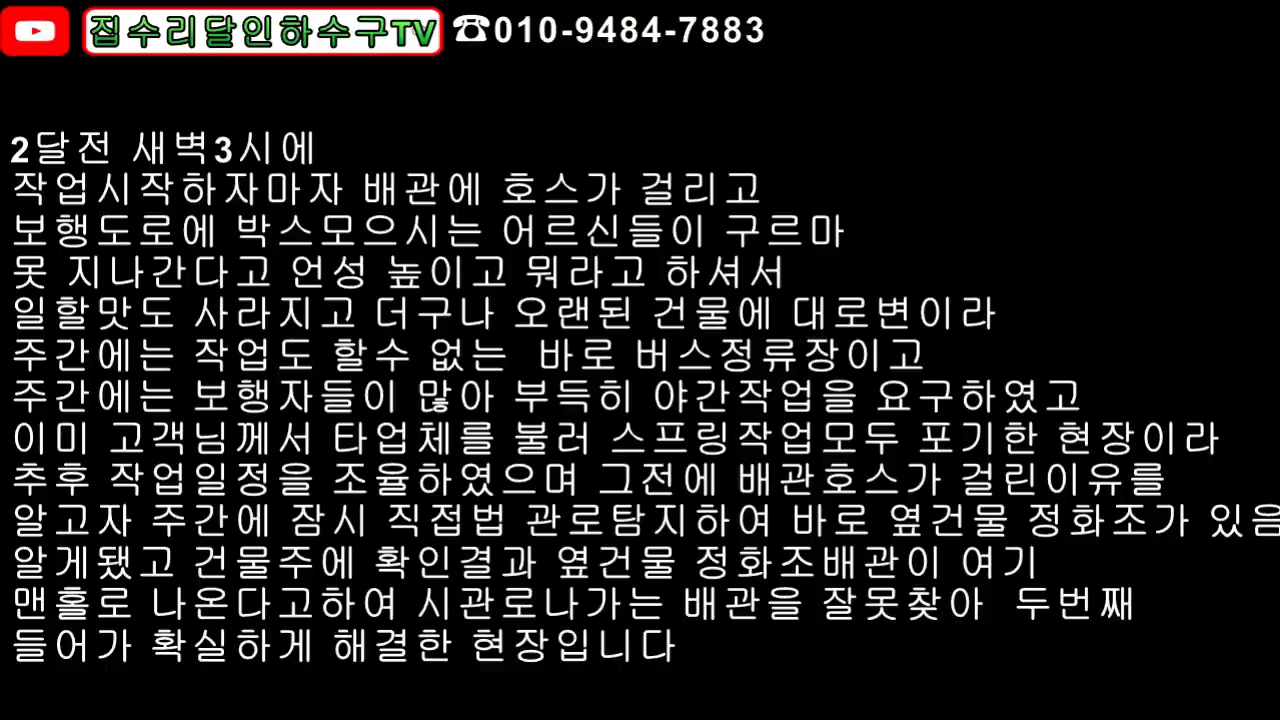 집수리달인하수구TV ☎010-9484-7883
2달전 새벽3시에
작업시작하자마자 배관에 호스가 걸리고
보행도로에 박스모으시는 어르신들이 구르마
못 지나간다고 언성 높이고 뭐라고 하셔서
일할맛도 사라지고 더구나 오랜된 건물에 대로변이라
주간에는 작업도 할수 없는 바로 버스정류장이고
주간에는 보행자들이 많아 부득히 야간작업을 요구하였고
이미 고객님께서 타업체를 불러 스프링작업모두 포기한 현장이라
추후 작업일정을 조율하였으며 그전에 배관호스가 걸린이유를
알고자 주간에 잠시 직접법 관로탐지하여 바로 옆건물 정화조가 있음
알게됐고 건물주에 확인결과 옆건물 정화조배관이 여기
맨홀로 나온다고하여 시관로나가는 배관을 잘못찾아 두번째
들어가 확실하게 해결한 현장입니다